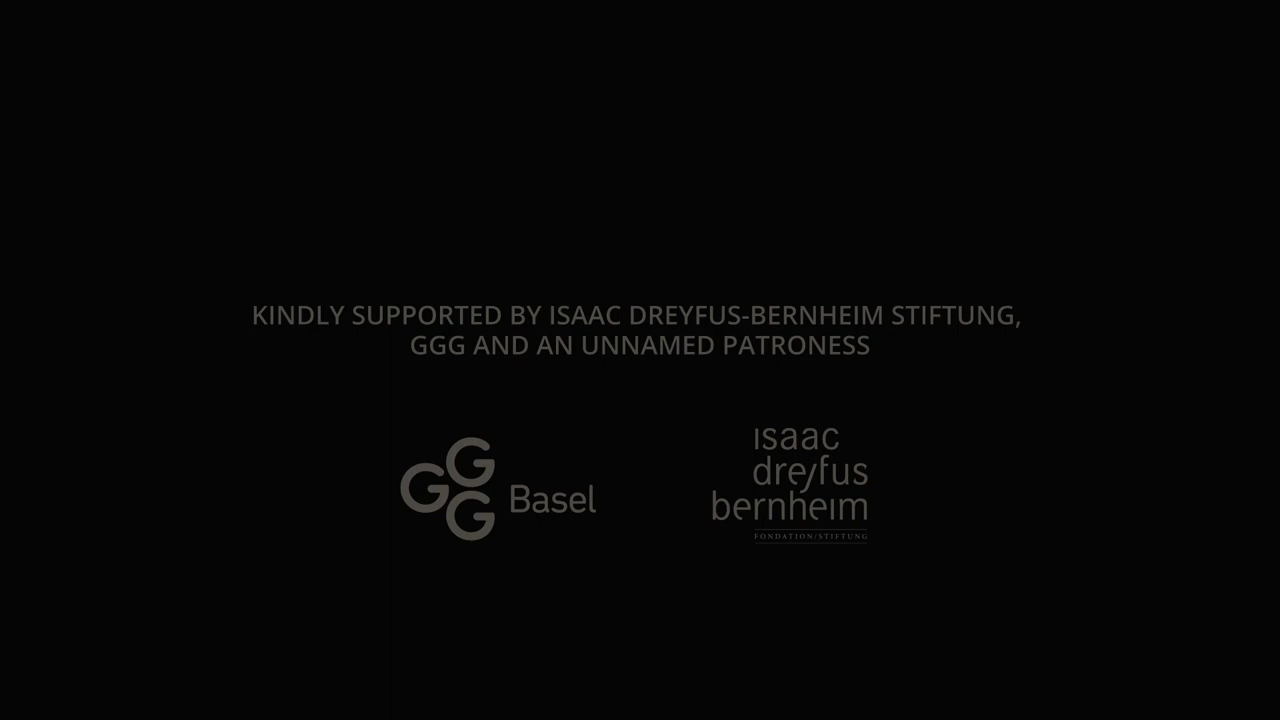 KINDLY SUPPORTED BY ISAAC DREYFUS-BERNHEIM STIFTUNG,
GGG AND AN UNNAMED PATRONESS
GGG Basel
isaac
dreyfus
bernheim
FONDATION/STIFTUNG